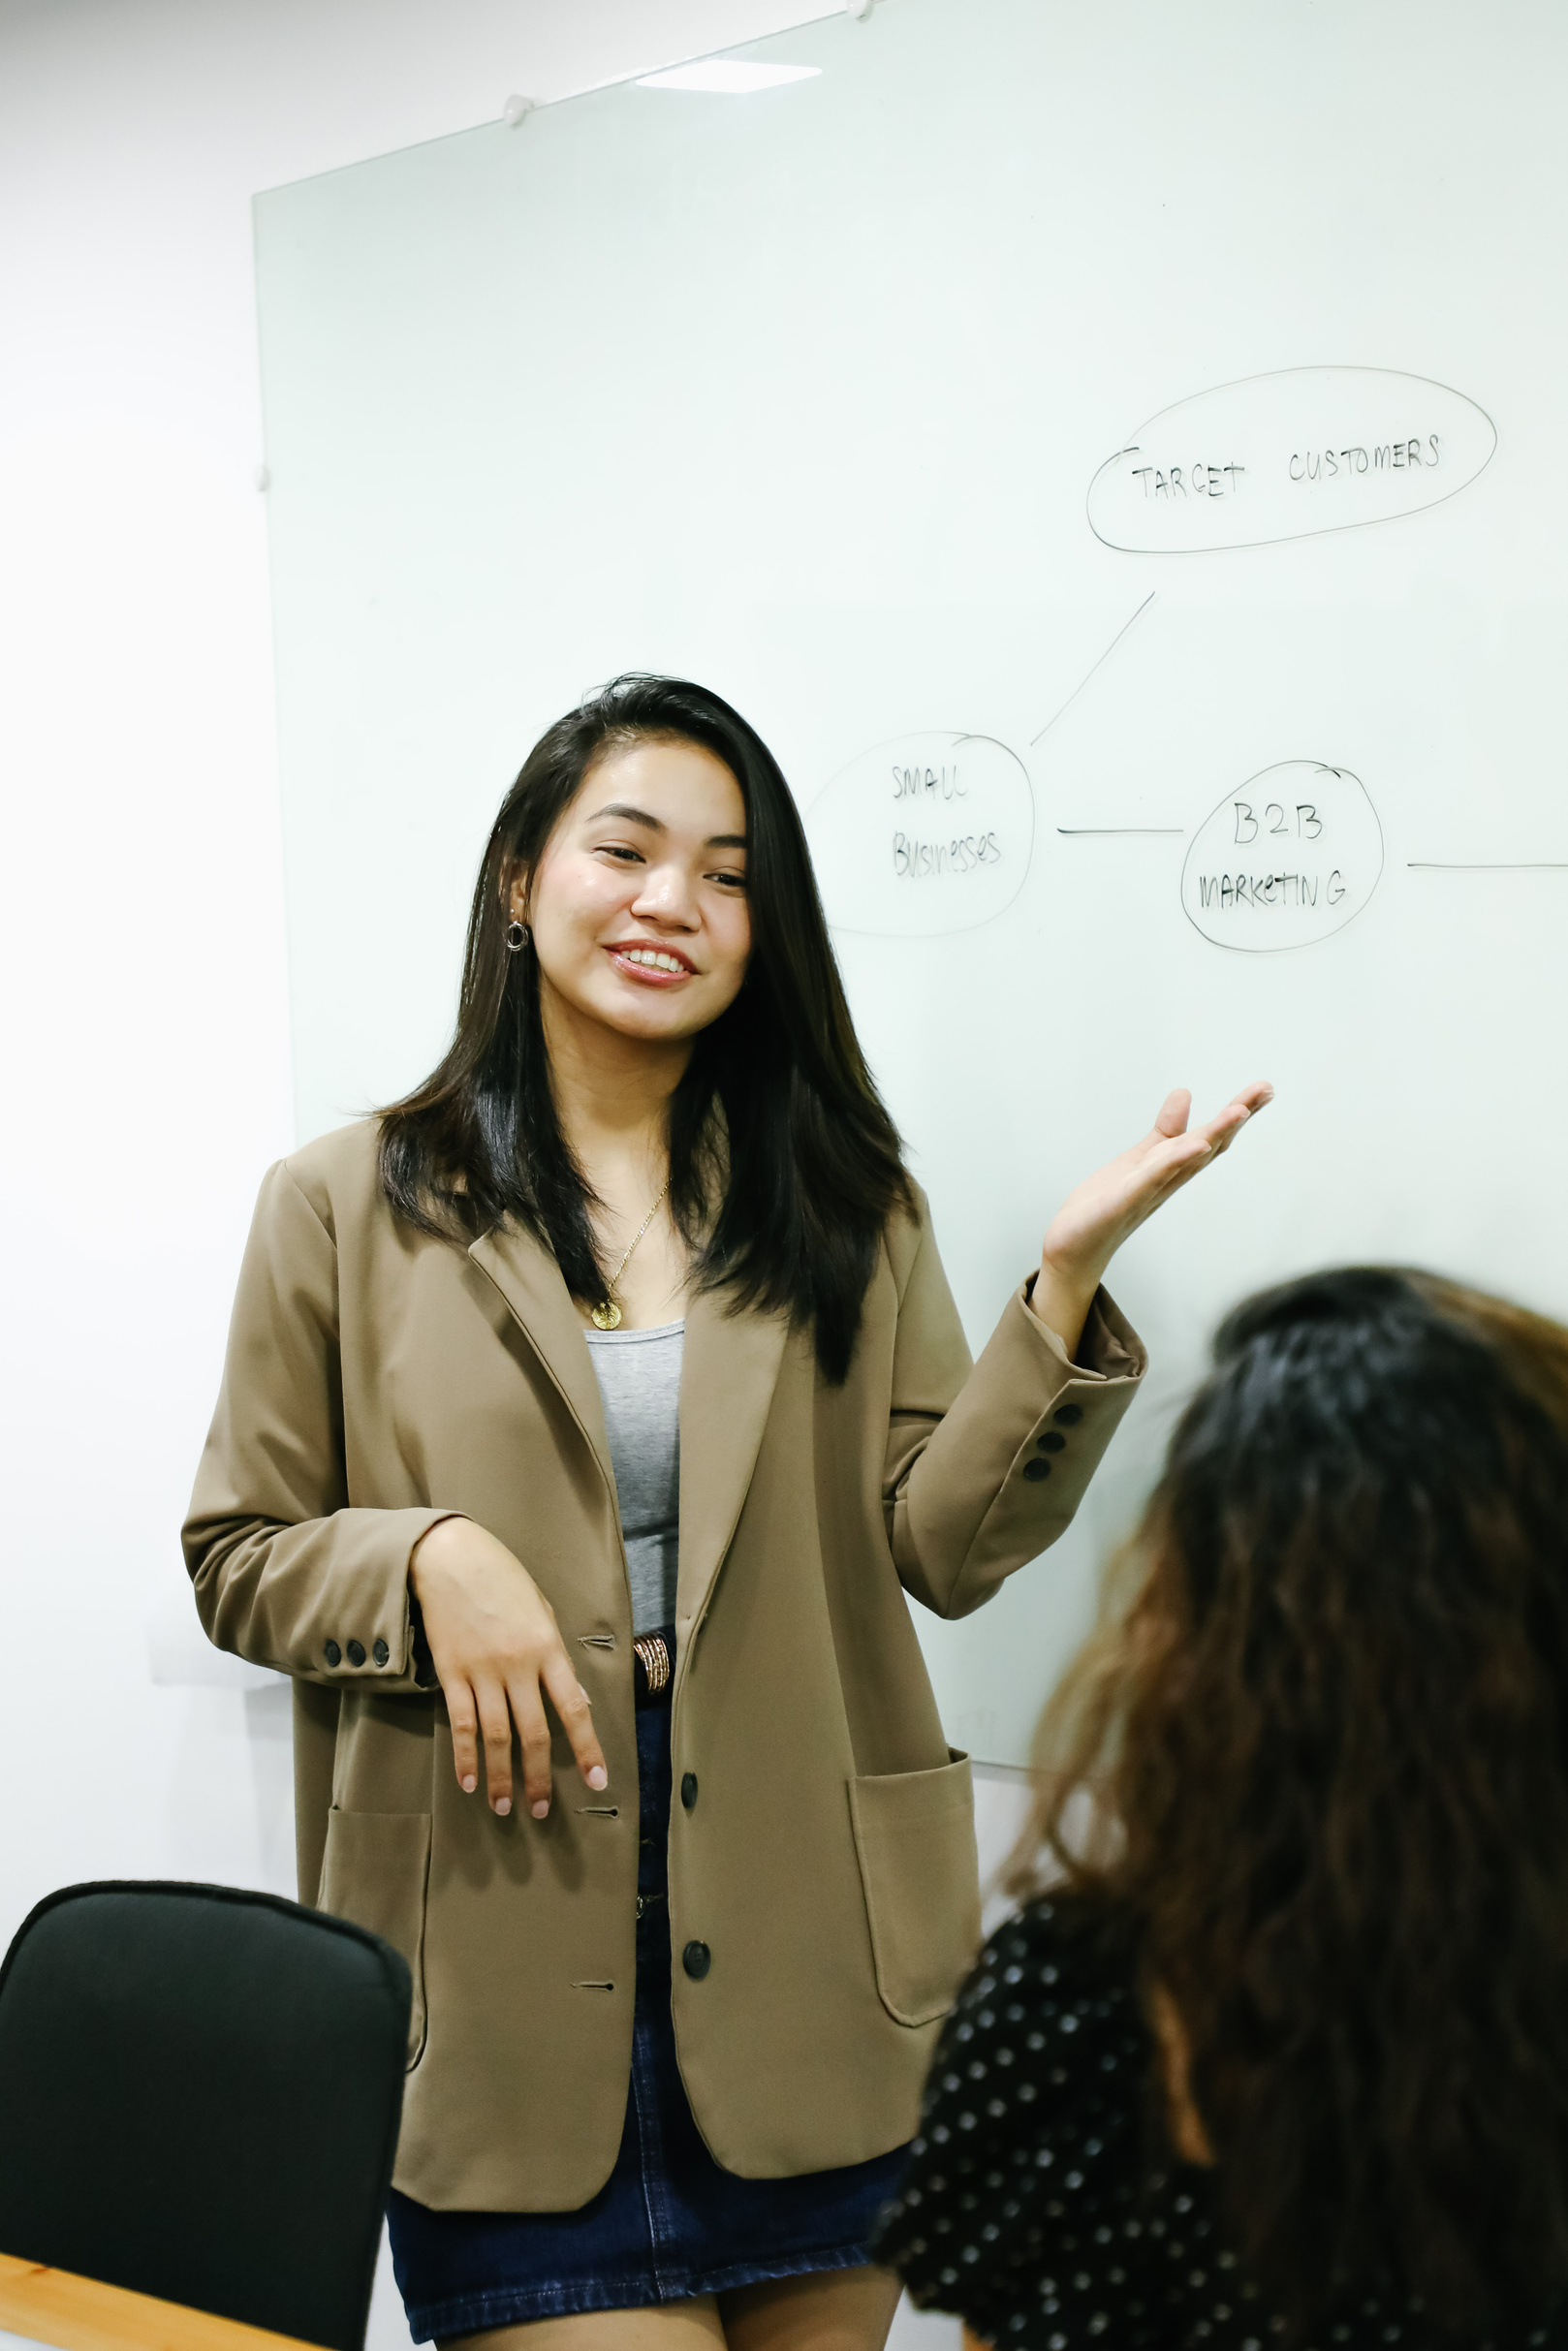 TARGET CUSTOMERS
SMALL
BUSinesses
B2B
MARKeTING